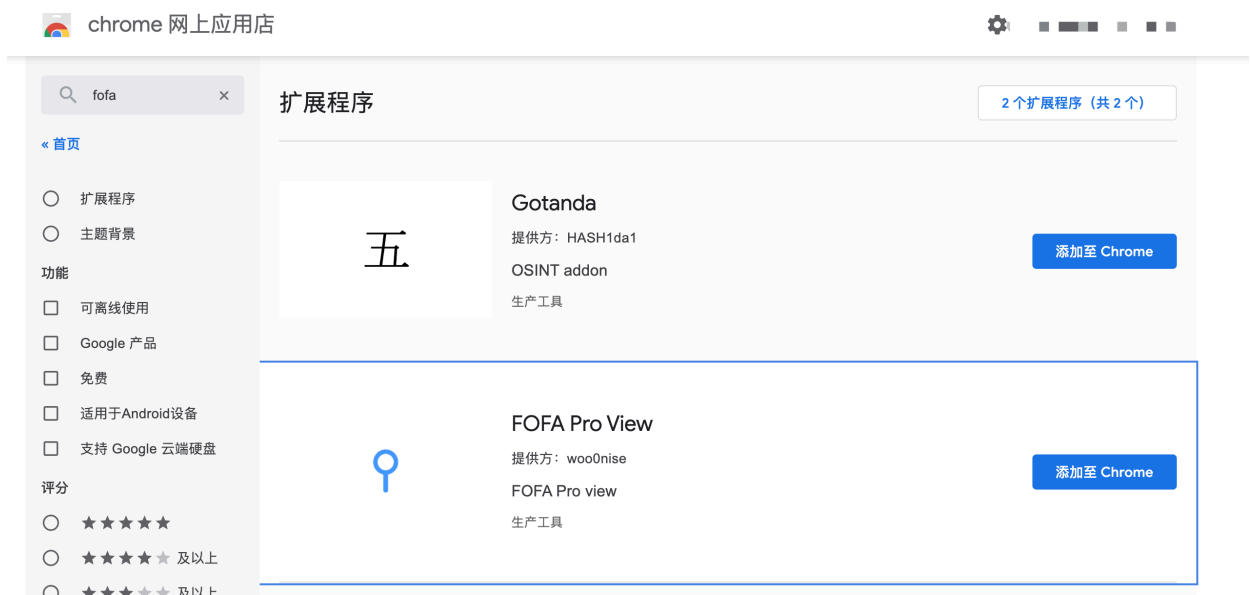 chrome 网上应用店
fofa
« 首页
扩展程序
主题背景
功能
可离线使用
Google 产品
免费
适用于Android设备
支持 Google 云端硬盘
评分
及以上
及以上
扩展程序
2 个扩展程序（共 2 个）
五
Gotanda
提供方：HASH1da1
OSINT addon
生产工具
添加至 Chrome
FOFA Pro View
提供方：woo0nise
FOFA Pro view
生产工具
添加至 Chrome